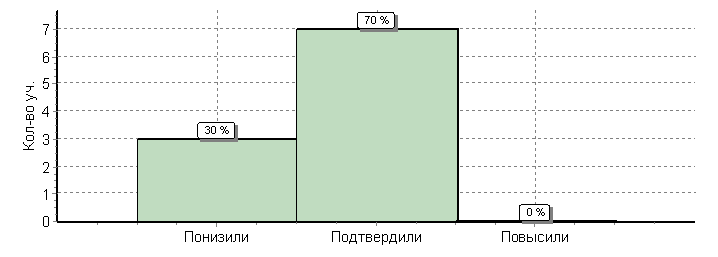 Кол-во уч.
7
6
5
4
3
2
1
0
30 %
70 %
0 %
Понизили
Подтвердили
Повысили